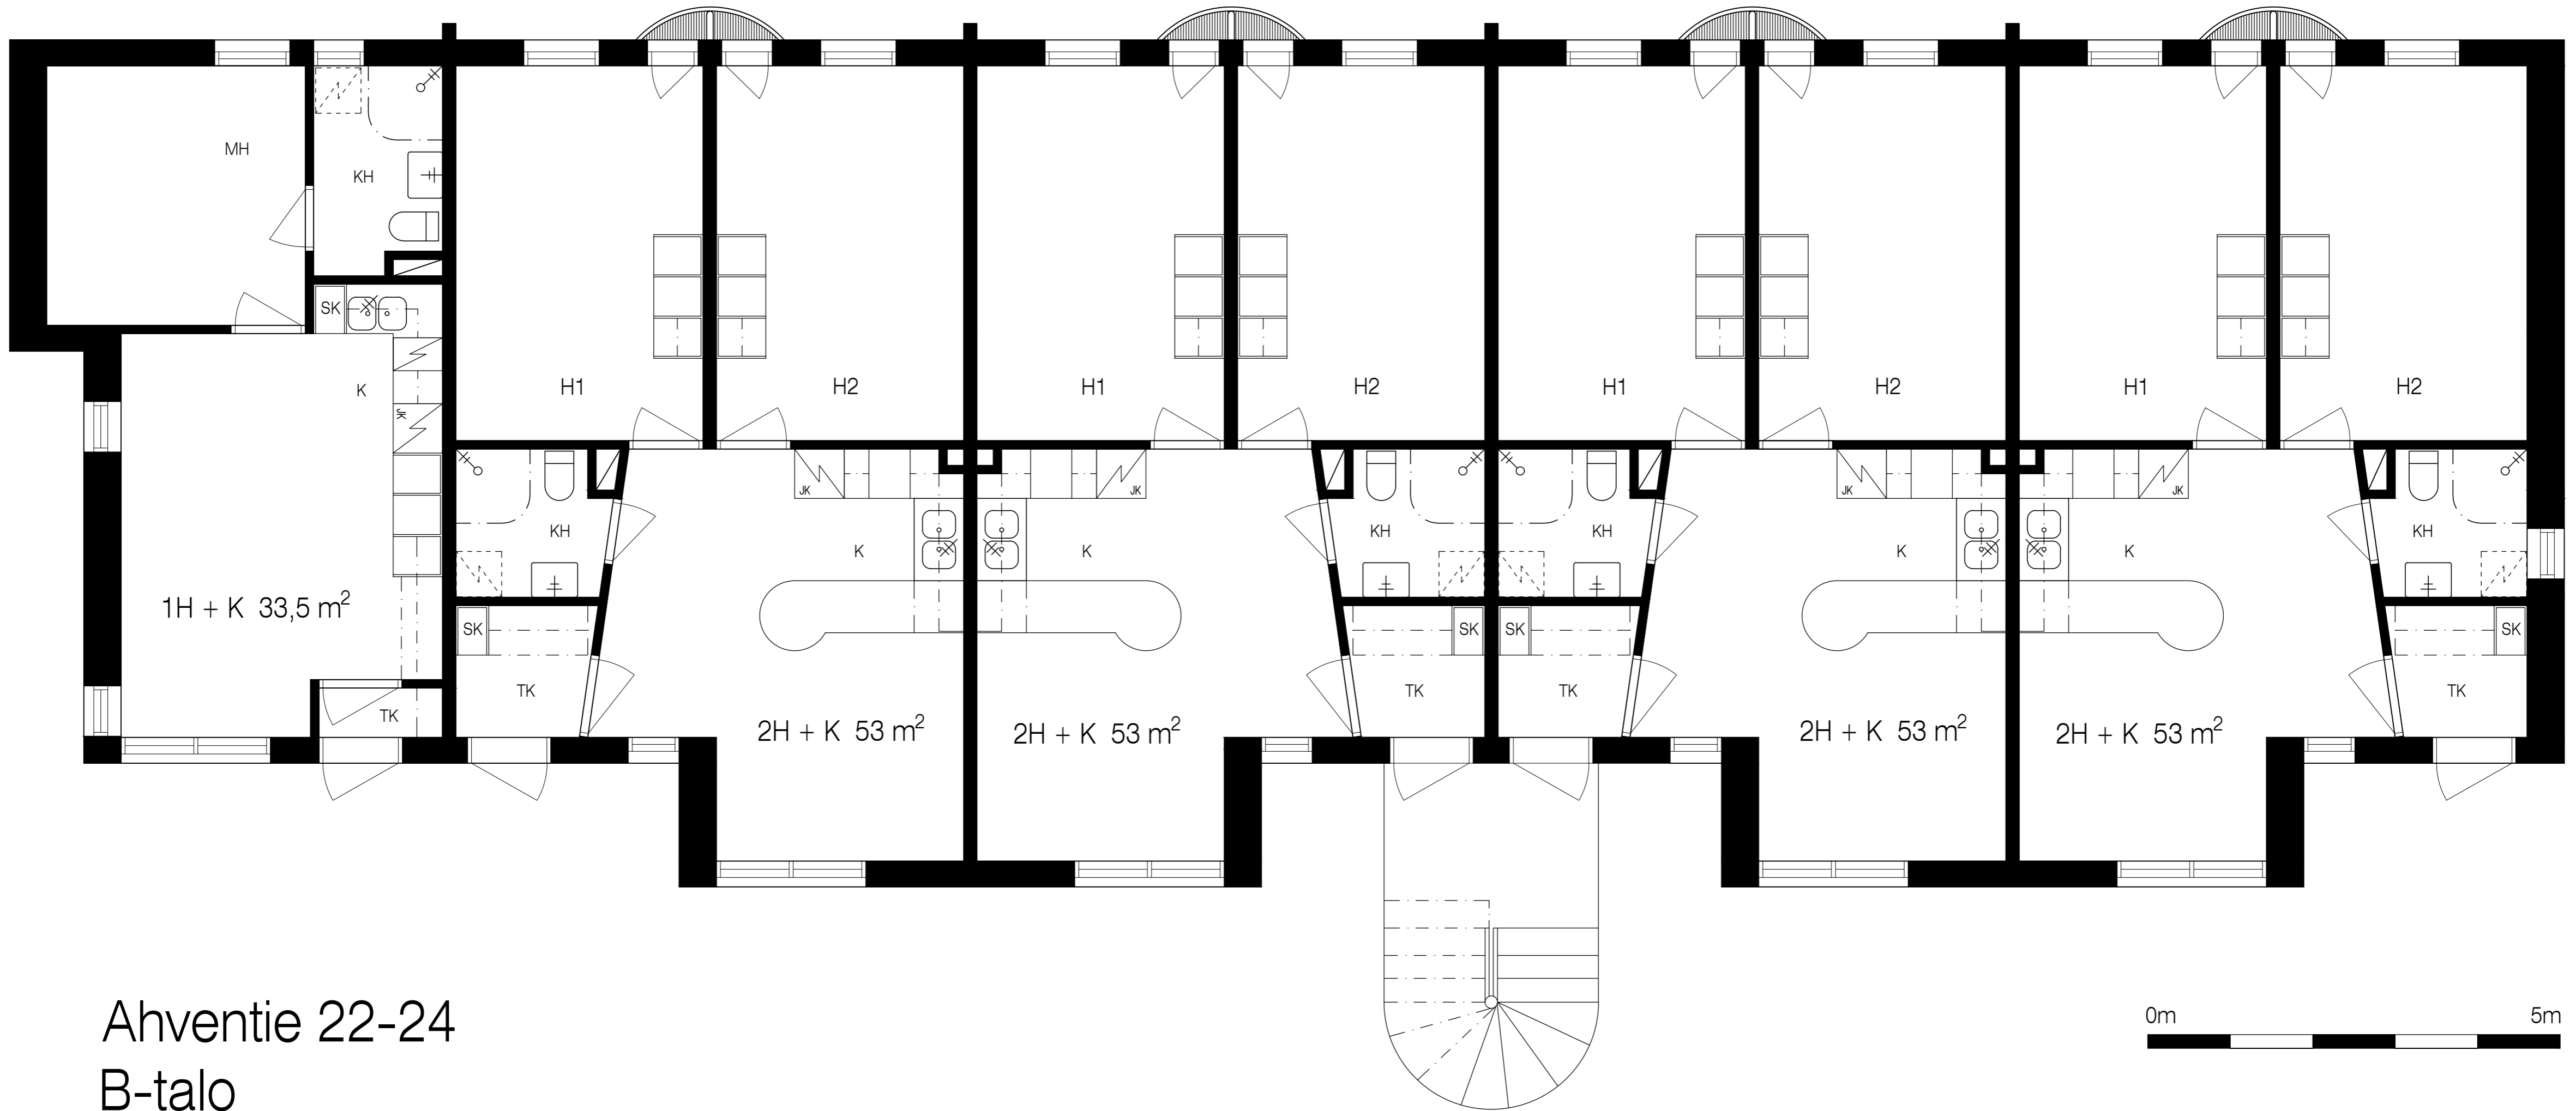 MH
KH
SK
K
JK
1H + K 33,5 m²
TK
H1
H2
H1
H2
H1
H2
H1
H2
JK
JK
JK
JK
KH
K
K
KH
KH
K
K
KH
SK
SK
SK
SK
TK
TK
TK
TK
2H + K 53 m²
2H + K 53 m²
2H + K 53 m²
2H + K 53 m²
Ahventie 22-24
B-talo
0m 5m